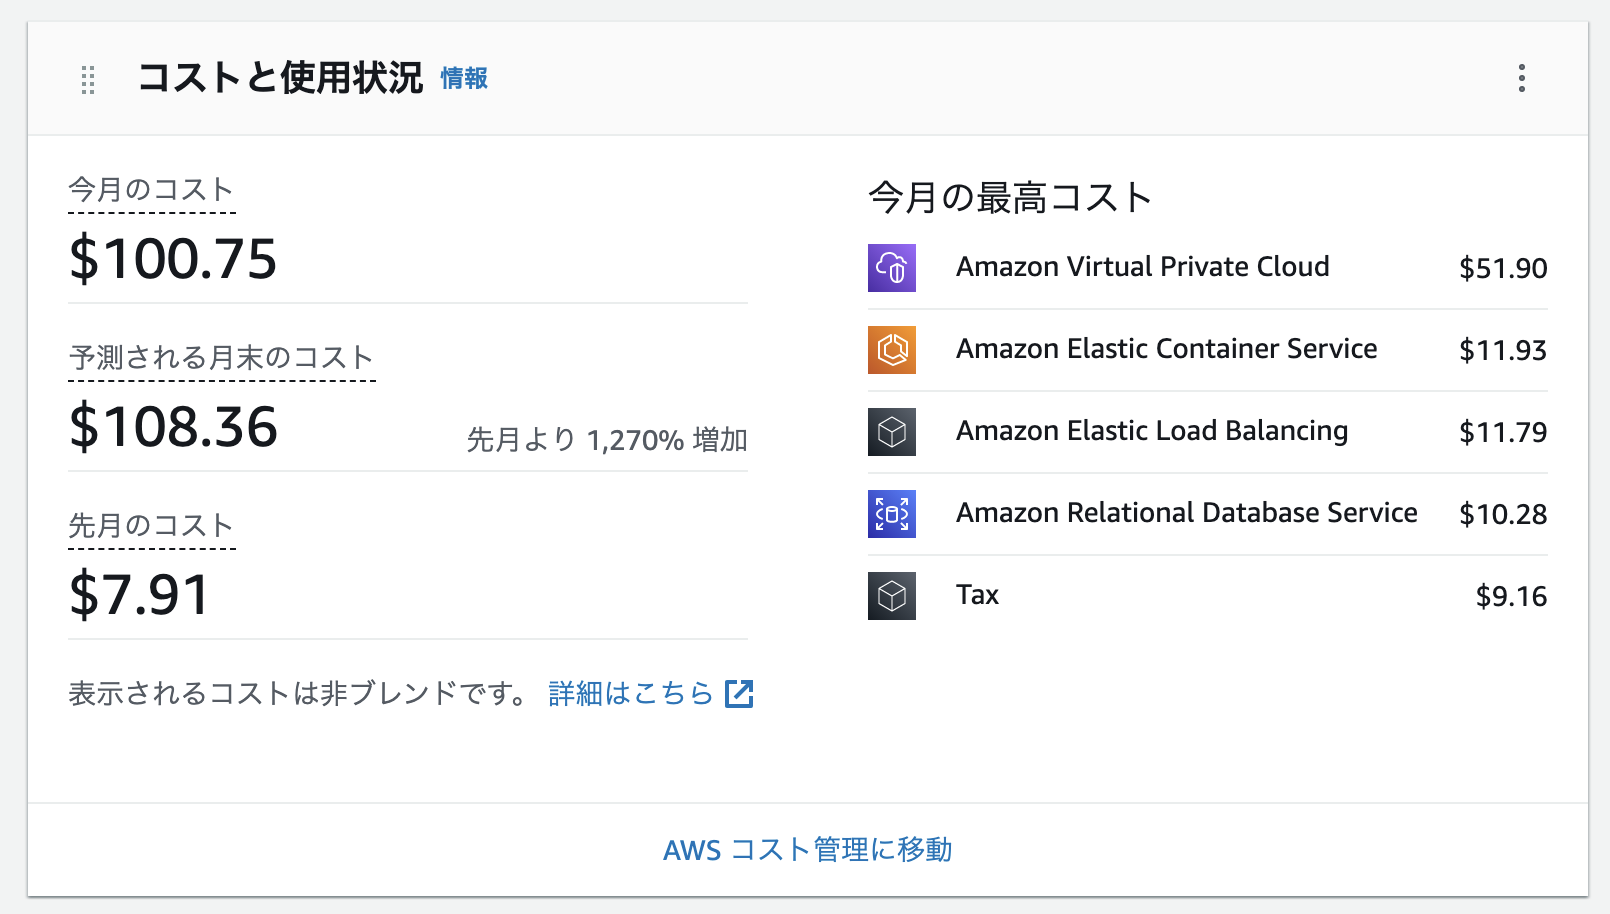 コストと使用状況 情報
今月のコスト
$100.75
予測される月末のコスト
$108.36 先月より 1,270% 増加
先月のコスト
$7.91
表示されるコストは非ブレンドです。 詳細はこちら
今月の最高コスト
Amazon Virtual Private Cloud $51.90
Amazon Elastic Container Service $11.93
Amazon Elastic Load Balancing $11.79
Amazon Relational Database Service $10.28
Tax $9.16
AWS コスト管理に移動